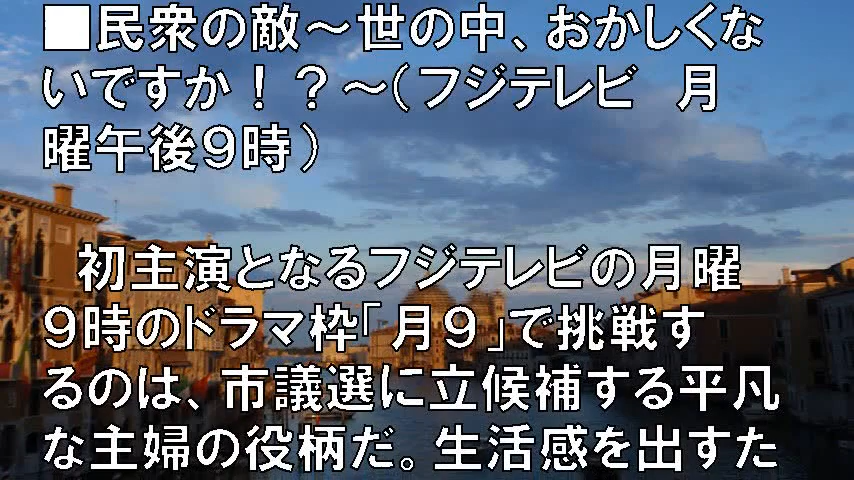 ■民衆の敵～世の中、おかしくな
いですか！？～（フジテレビ　月
曜午後９時）
初主演となるフジテレビの月曜
９時のドラマ枠「月９」で挑戦す
るのは、市議選に立候補する平凡
な主婦の役柄だ。生活感を出すた